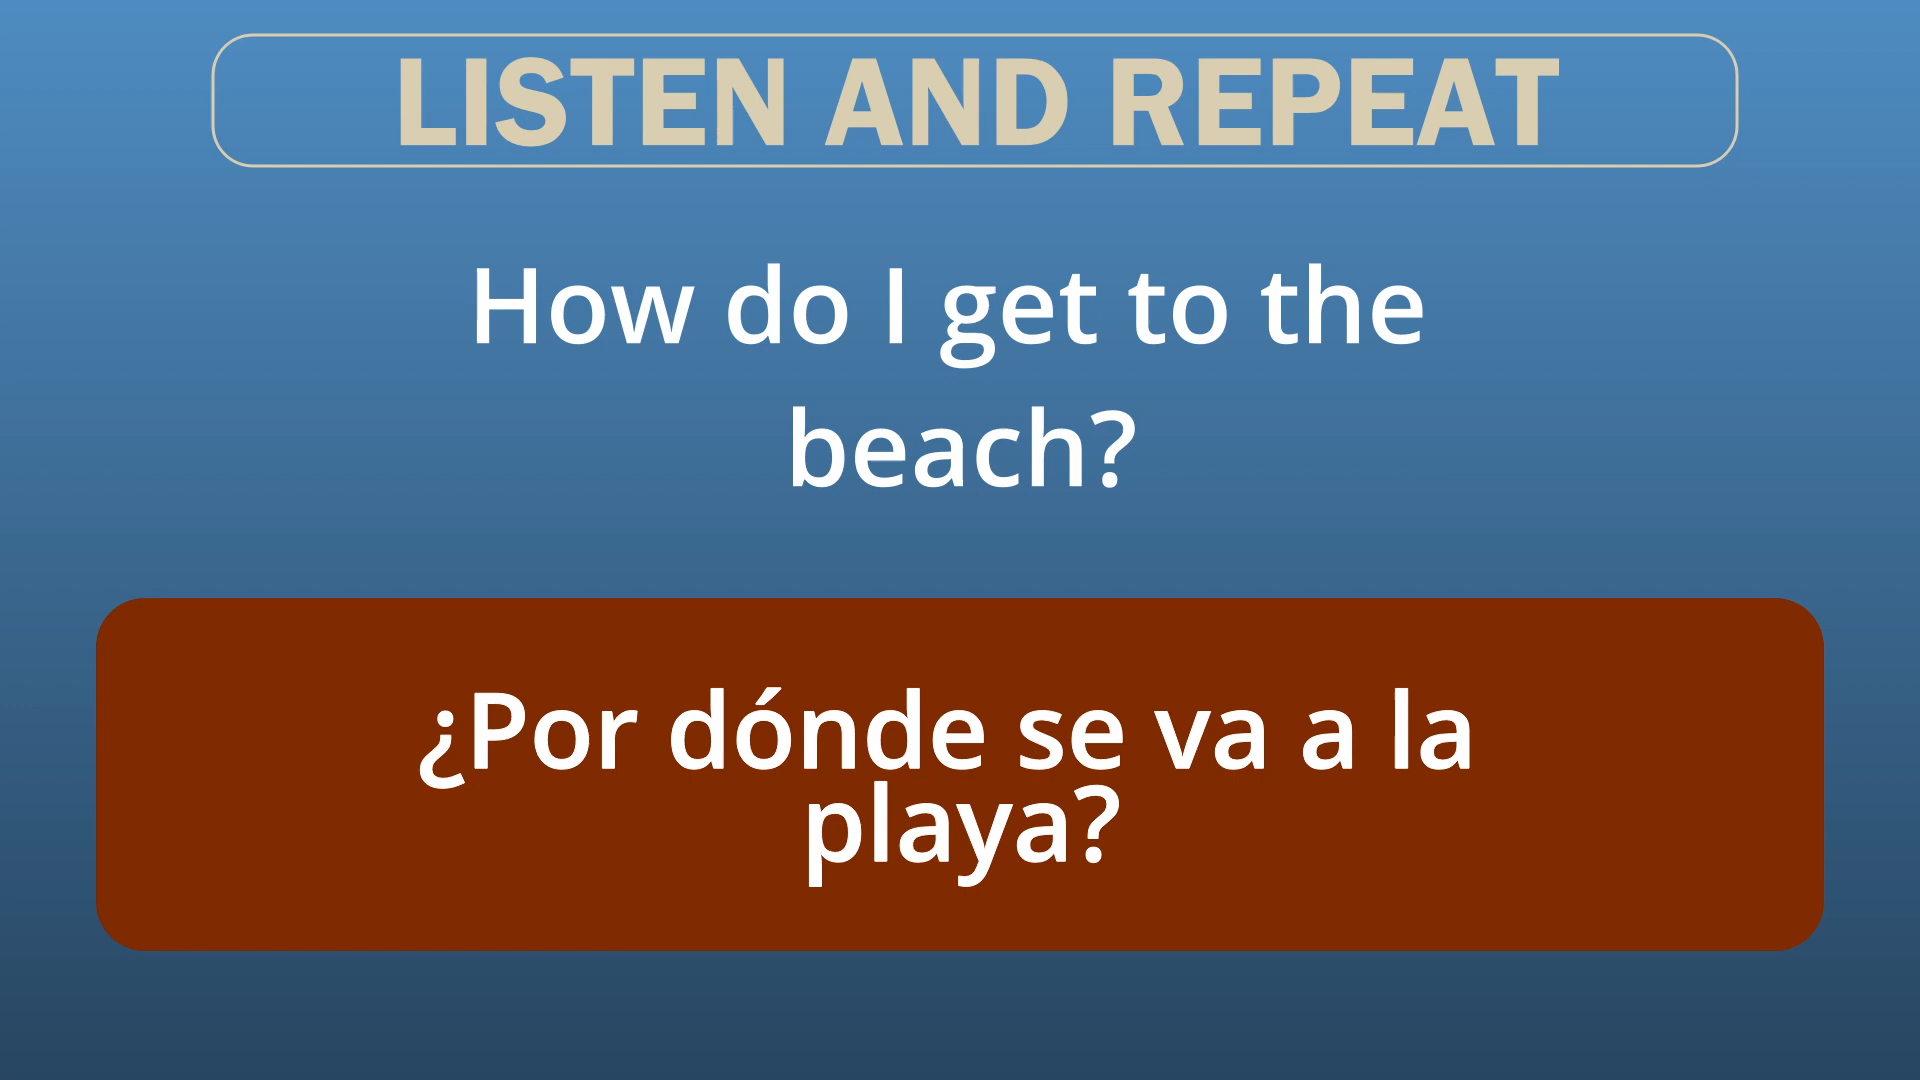 LISTEN AND REPEAT
How do I get to the
beach?
¿Por dónde se va a la
playa?